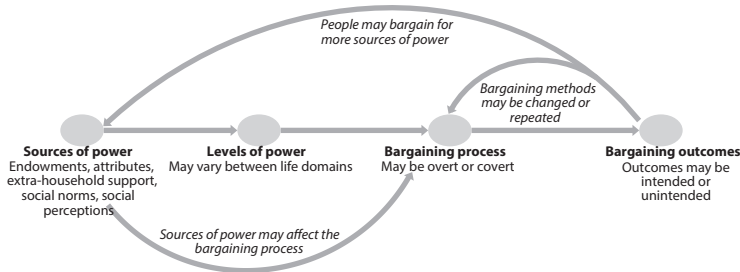 People may bargain for
more sources of power
Bargaining methods
may be changed or
repeated
Sources of power
Endowments, attributes,
extra-household support,
social norms, social
perceptions
Levels of power
May vary between life domains
Bargaining process
May be overt or covert
Bargaining outcomes
Outcomes may be
intended or
unintended
Sources of power may affect the
bargaining process